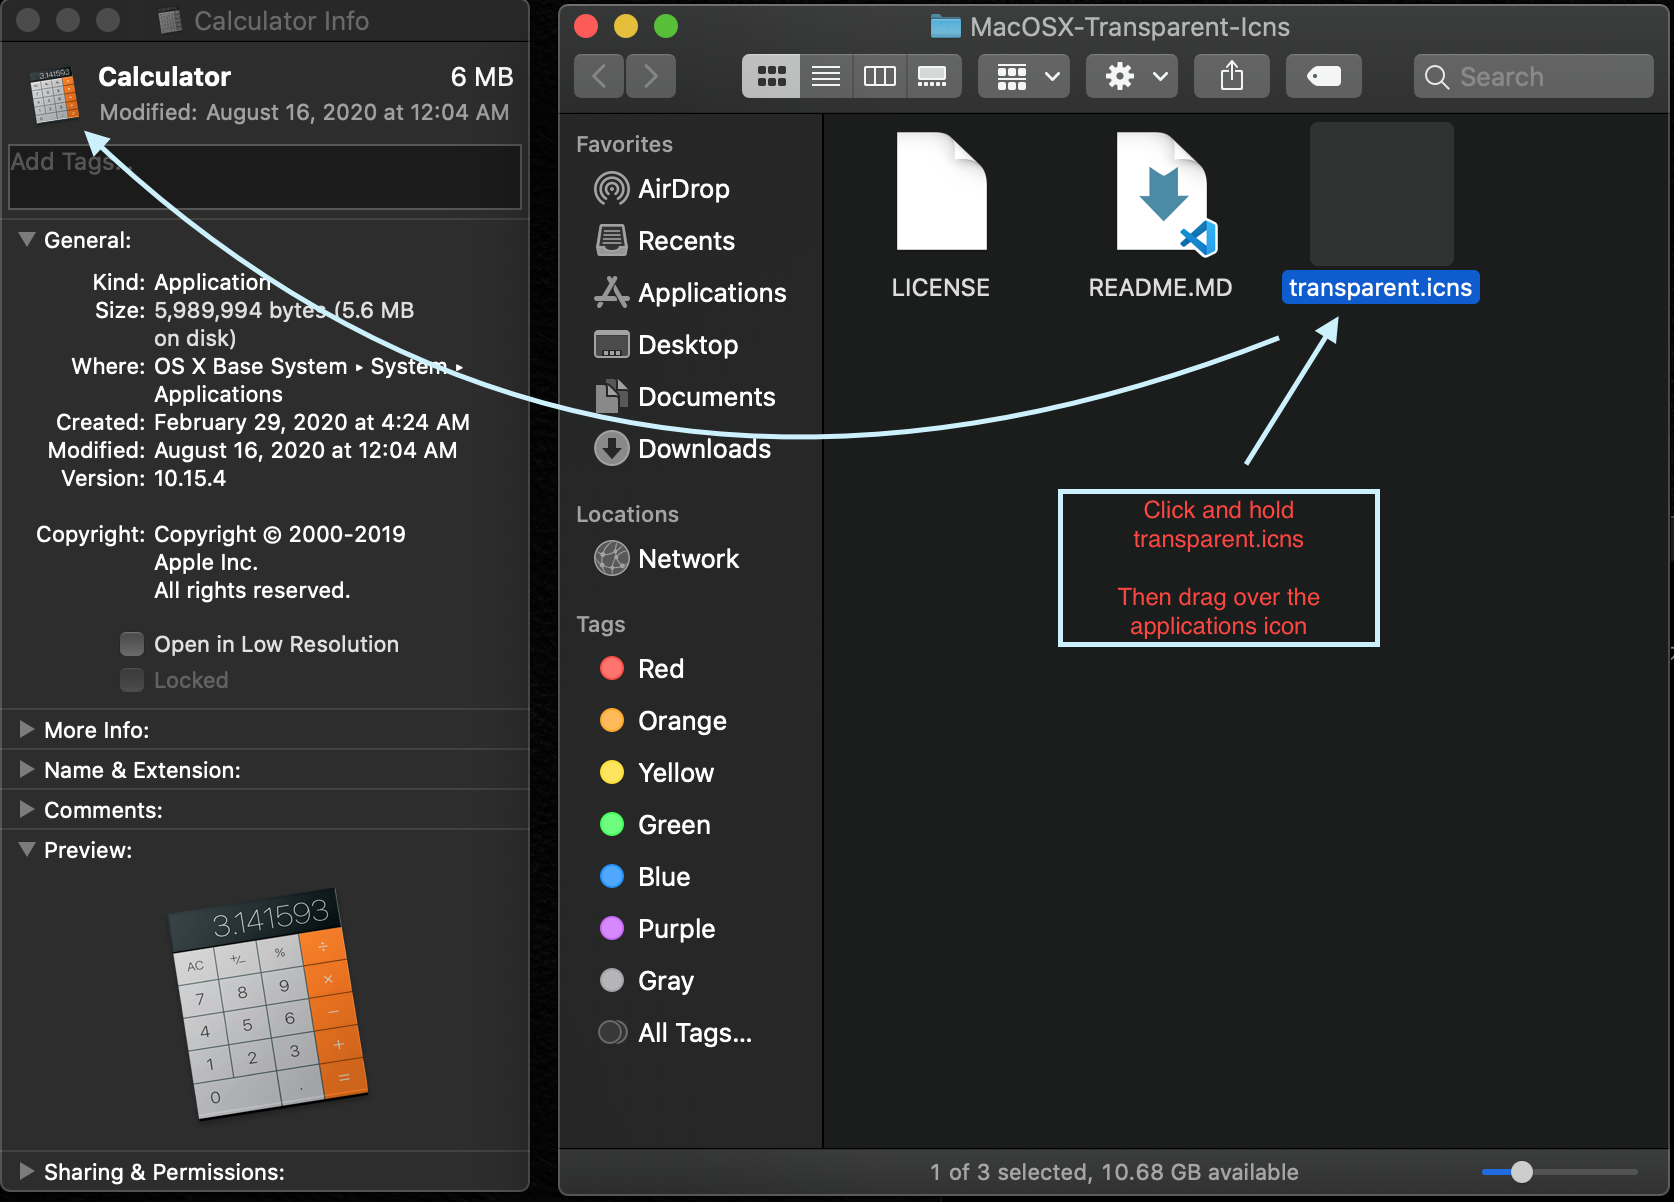 Calculator Info
3.141593
Calculator
6 MB
Modified: August 16, 2020 at 12:04 AM
Add Tags...
General:
Kind: Application
Size: 5,989,994 bytes (5.6 MB
on disk)
Where: OS X Base System ▸ System ▸
Applications
Created: February 29, 2020 at 4:24 AM
Modified: August 16, 2020 at 12:04 AM
Version: 10.15.4
Copyright: Copyright © 2000-2019
Apple Inc.
All rights reserved.
Open in Low Resolution
Locked
More Info:
Name & Extension:
Comments:
Preview:
3.141593
AC +/- % ÷
7 8 9 ×
4 5 6 −
1 2 3 +
0 . =
Sharing & Permissions:
MacOSX-Transparent-Icns
Search
Favorites
AirDrop
Recents
Applications
Desktop
Documents
Downloads
Locations
Network
Tags
Red
Orange
Yellow
Green
Blue
Purple
Gray
All Tags...
LICENSE
README.MD
transparent.icns
Click and hold
transparent.icns
Then drag over the
applications icon
1 of 3 selected, 10.68 GB available